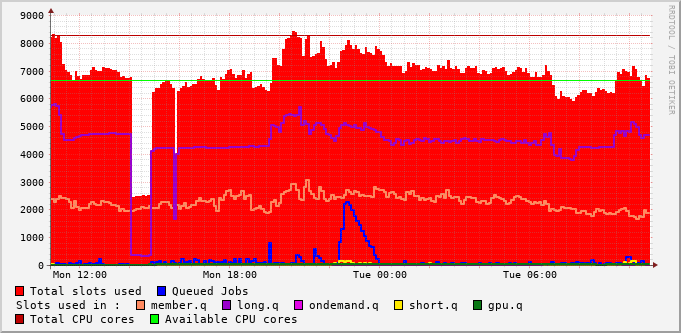 9000
8000
7000
6000
5000
4000
3000
2000
1000
0
Mon 12:00 Mon 18:00 Tue 00:00 Tue 06:00
RRDTOOL / TOBI OETIKER
Total slots used Queued Jobs
Slots used in : member.q long.q ondemand.q short.q gpu.q
Total CPU cores Available CPU cores